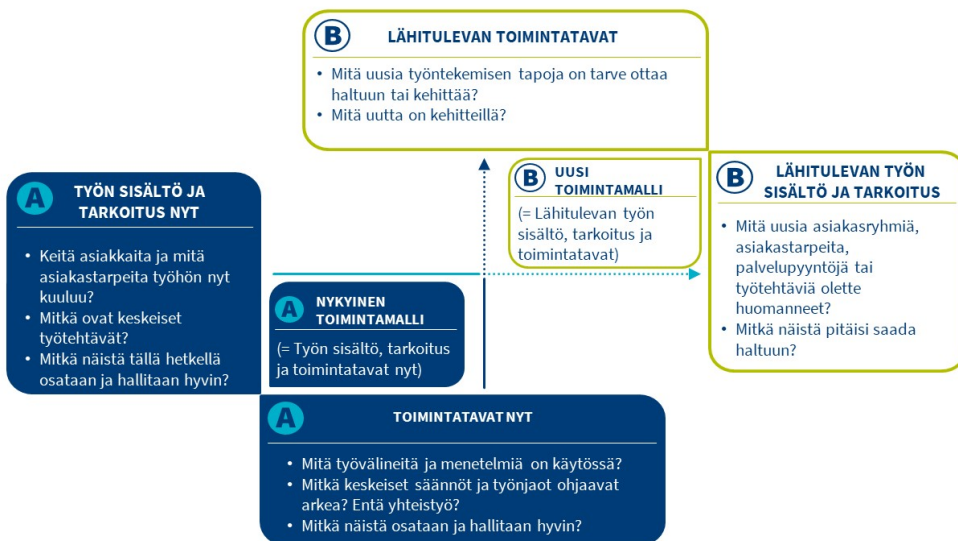 B LÄHITULEVAN TOIMINTATAVAT
• Mitä uusia työntekemisen tapoja on tarve ottaa
haltuun tai kehittää?
• Mitä uutta on kehitteillä?
A TYÖN SISÄLTÖ JA
TARKOITUS NYT
• Keitä asiakkaita ja mitä
asiakastarpeita työhön nyt
kuuluu?
• Mitkä ovat keskeiset
työtehtävät?
• Mitkä näistä tällä hetkellä
osataan ja hallitaan hyvin?
B UUSI
TOIMINTAMALLI
(= Lähitulevan työn
sisältö, tarkoitus ja
toimintatavat)
B LÄHITULEVAN TYÖN
SISÄLTÖ JA TARKOITUS
• Mitä uusia asiakasryhmiä,
asiakastarpeita,
palvelupyyntöjä tai
työtehtäviä olette
huomanneet?
• Mitkä näistä pitäisi saada
haltuun?
A NYKYINEN
TOIMINTAMALLI
(= Työn sisältö, tarkoitus
ja toimintatavat nyt)
A TOIMINTATAVAT NYT
• Mitä työvälineitä ja menetelmiä on käytössä?
• Mitkä keskeiset säännöt ja työnjaot ohjaavat
arkea? Entä yhteistyö?
• Mitkä näistä osataan ja hallitaan hyvin?